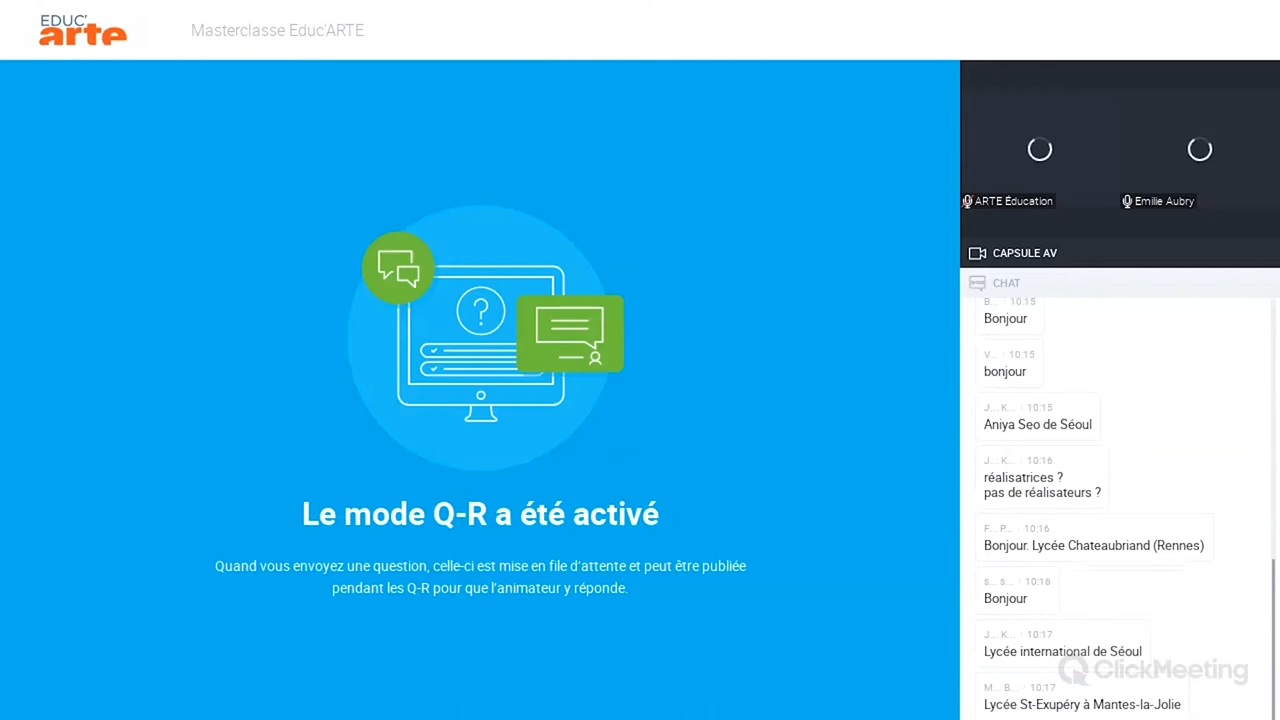 EDUC'
arte
Masterclasse Educ'ARTE
Le mode Q-R a été activé
Quand vous envoyez une question, celle-ci est mise en file d'attente et peut être publiée
pendant les Q-R pour que l'animateur y réponde.
ARTE Éducation
Emilie Aubry
CAPSULE AV
CHAT
B... 10:15
Bonjour
V... 10:15
bonjour
J... K... 10:15
Aniya Seo de Séoul
J... K... 10:16
réalisatrices ?
pas de réalisateurs ?
F... P... 10:16
Bonjour. Lycée Chateaubriand (Rennes)
s... s... 10:16
Bonjour
J... K... 10:17
Lycée international de Séoul
ClickMeeting
M... B... 10:17
Lycée St-Exupéry à Mantes-la-Jolie